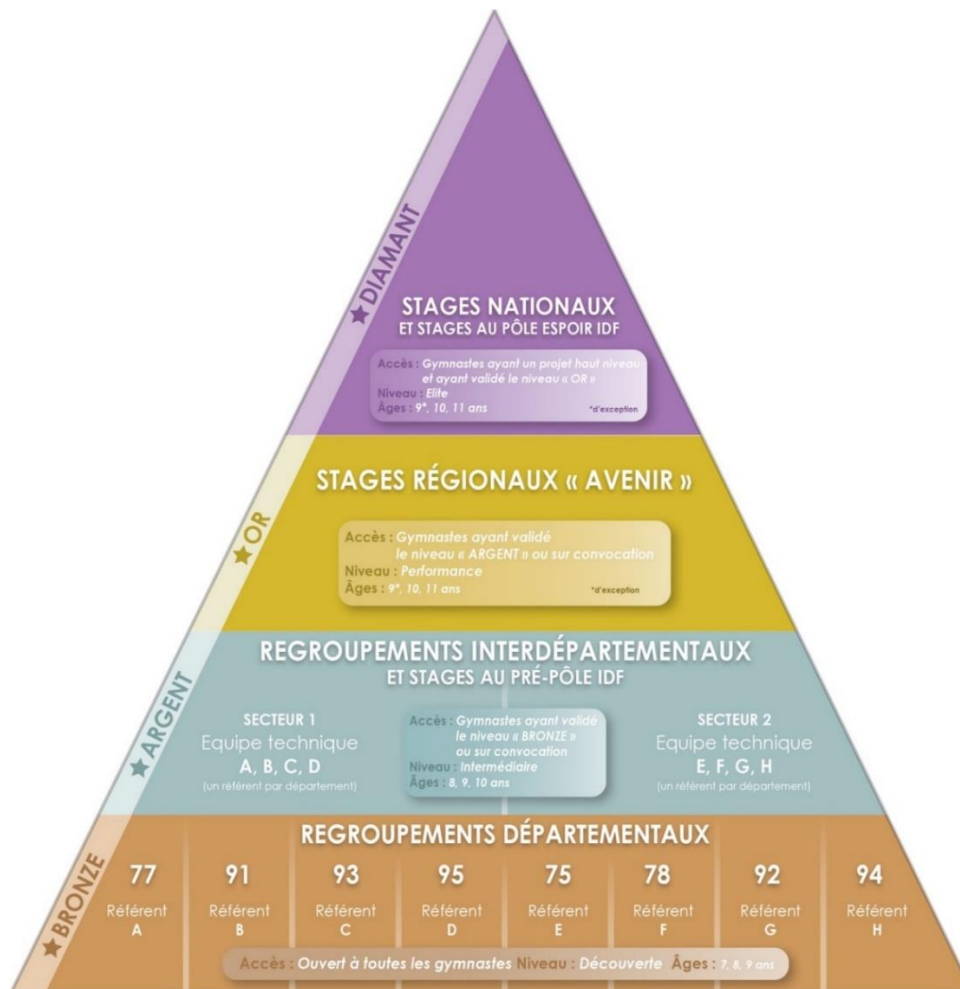 DIAMANT
STAGES NATIONAUX
ET STAGES AU PÔLE ESPOIR IDF
Accès : Gymnastes ayant un projet haut niveau
et ayant validé le niveau « OR »
Niveau : Elite
Âges : 9*, 10, 11 ans
*d'exception
OR
STAGES RÉGIONAUX « AVENIR »
Accès : Gymnastes ayant validé
le niveau « ARGENT » ou sur convocation
Niveau : Performance
Âges : 9*, 10, 11 ans
*d'exception
ARGENT
REGROUPEMENTS INTERDÉPARTEMENTAUX
ET STAGES AU PRÉ-PÔLE IDF
SECTEUR 1
Equipe technique
A, B, C, D
(un référent par département)
Accès : Gymnastes ayant validé
le niveau « BRONZE »
ou sur convocation
Niveau : Intermédiaire
Âges : 8, 9, 10 ans
SECTEUR 2
Equipe technique
E, F, G, H
(un référent par département)
BRONZE
REGROUPEMENTS DÉPARTEMENTAUX
77 91 93 95 75 78 92 94
Référent Référent Référent Référent Référent Référent Référent Référent
A B C D E F G H
Accès : Ouvert à toutes les gymnastes Niveau : Découverte Âges : 7, 8, 9 ans